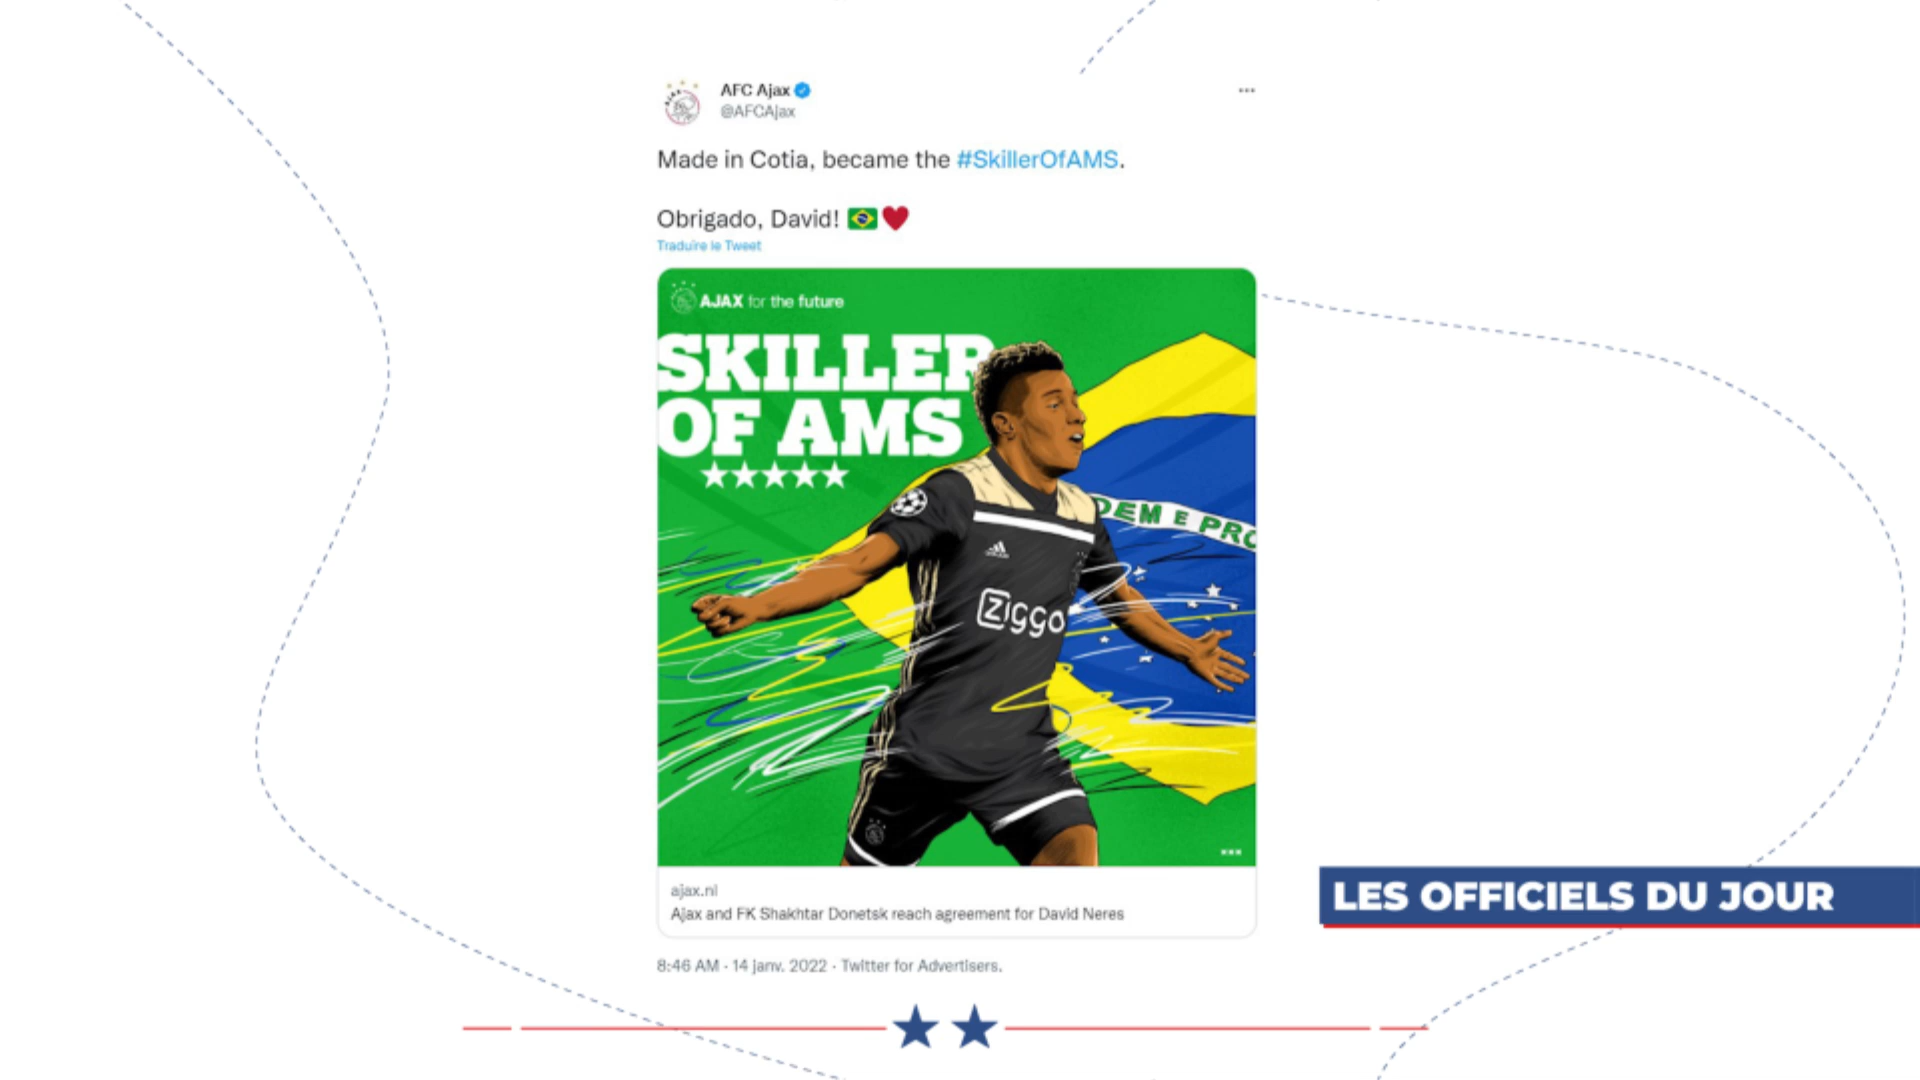 AFC Ajax
@AFCAjax
Made in Cotia, became the #SkillerOfAMS.
Obrigado, David!
Traduire le Tweet
AJAX for the future
SKILLER
OF AMS
DEM E PRO
adidas
ziggo
ajax.nl
Ajax and FK Shakhtar Donetsk reach agreement for David Neres
8:46 AM · 14 janv. 2022 · Twitter for Advertisers.
LES OFFICIELS DU JOUR